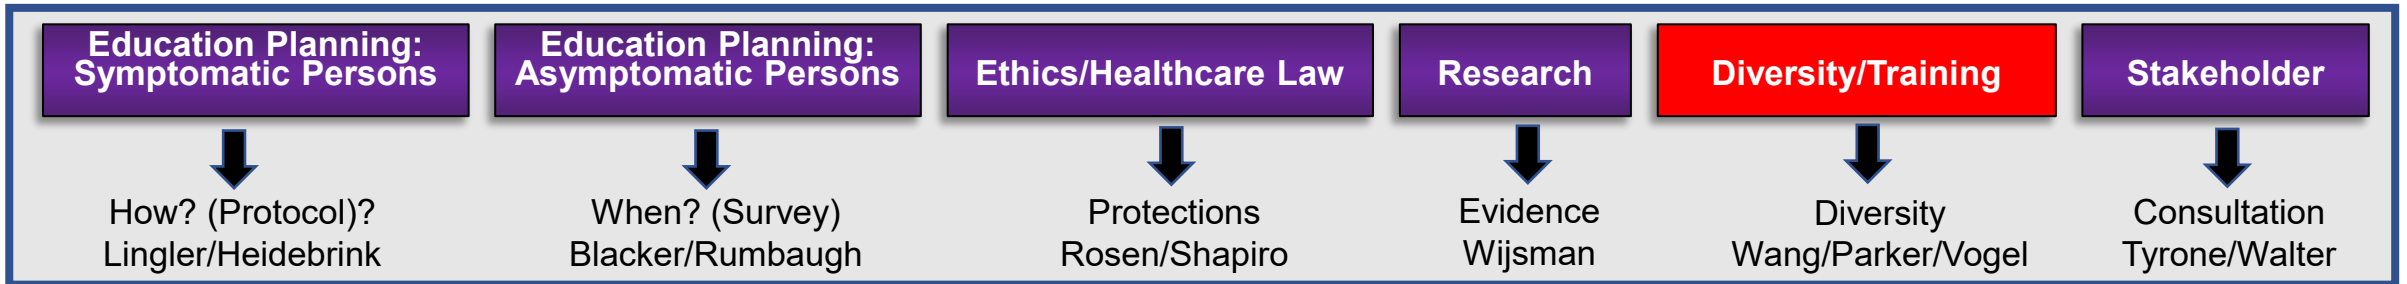 Education Planning:
Symptomatic Persons
Education Planning:
Asymptomatic Persons
Ethics/Healthcare Law
Research
Diversity/Training
Stakeholder
How? (Protocol)?
Lingler/Heidebrink
When? (Survey)
Blacker/Rumbaugh
Protections
Rosen/Shapiro
Evidence
Wijsman
Diversity
Wang/Parker/Vogel
Consultation
Tyrone/Walter